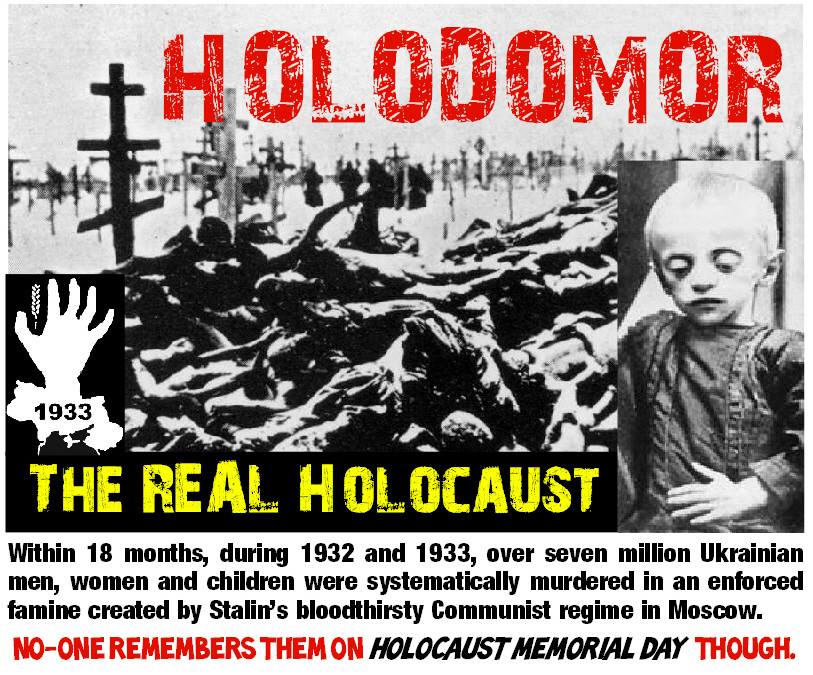 HOLODOMOR
1933
THE REAL HOLOCAUST
Within 18 months, during 1932 and 1933, over seven million Ukrainian
men, women and children were systematically murdered in an enforced
famine created by Stalin's bloodthirsty Communist regime in Moscow.
NO-ONE REMEMBERS THEM ON HOLOCAUST MEMORIAL DAY THOUGH.